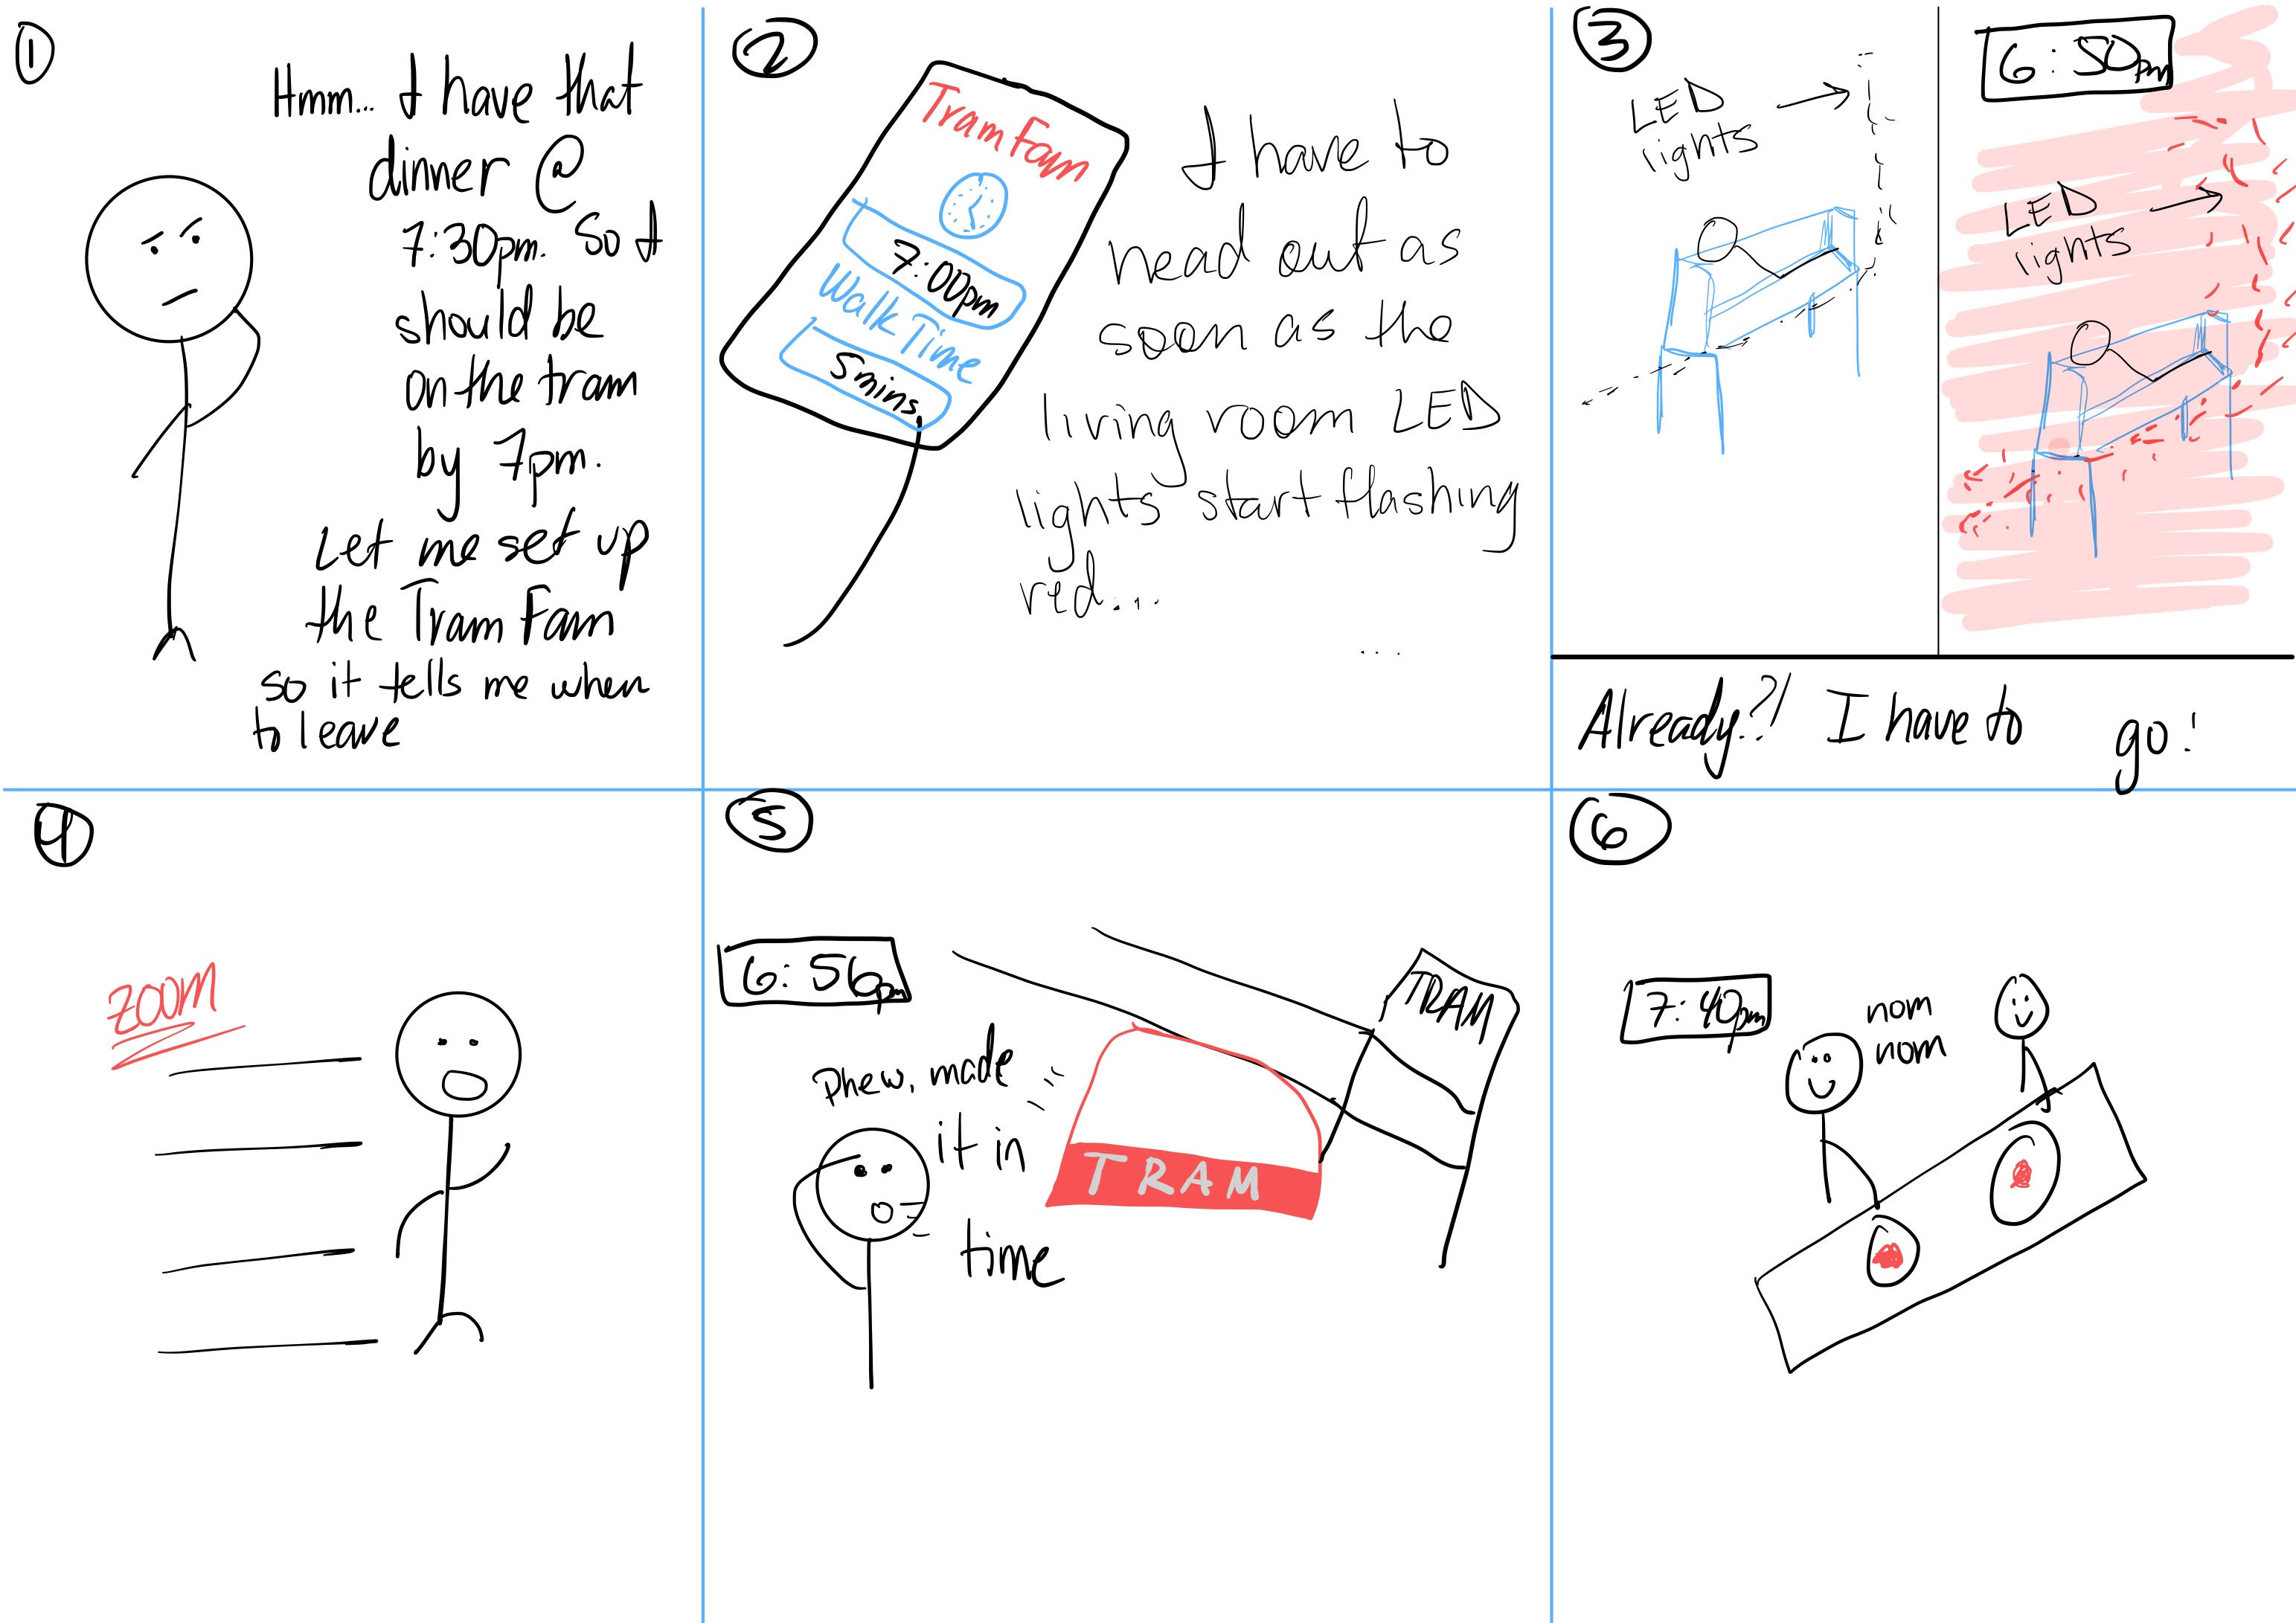 1
Hmm... I have that
dinner @
7:30pm. So I
should be
on the tram
by 7pm.
Let me set up
the Tram Fam
so it tells me when
to leave
2
Tram Fam
7:00pm
Walk Time
5mins.
I have to
head out as
soon as the
living room LED
lights start flashing
red...
...
3
LED
lights
6:50pm
LED
lights
Already?! I have to go!
4
ZOOM
5
6:56pm
phew, made
it in
time
TRAM
TRAM
6
7:40pm
nom
nom